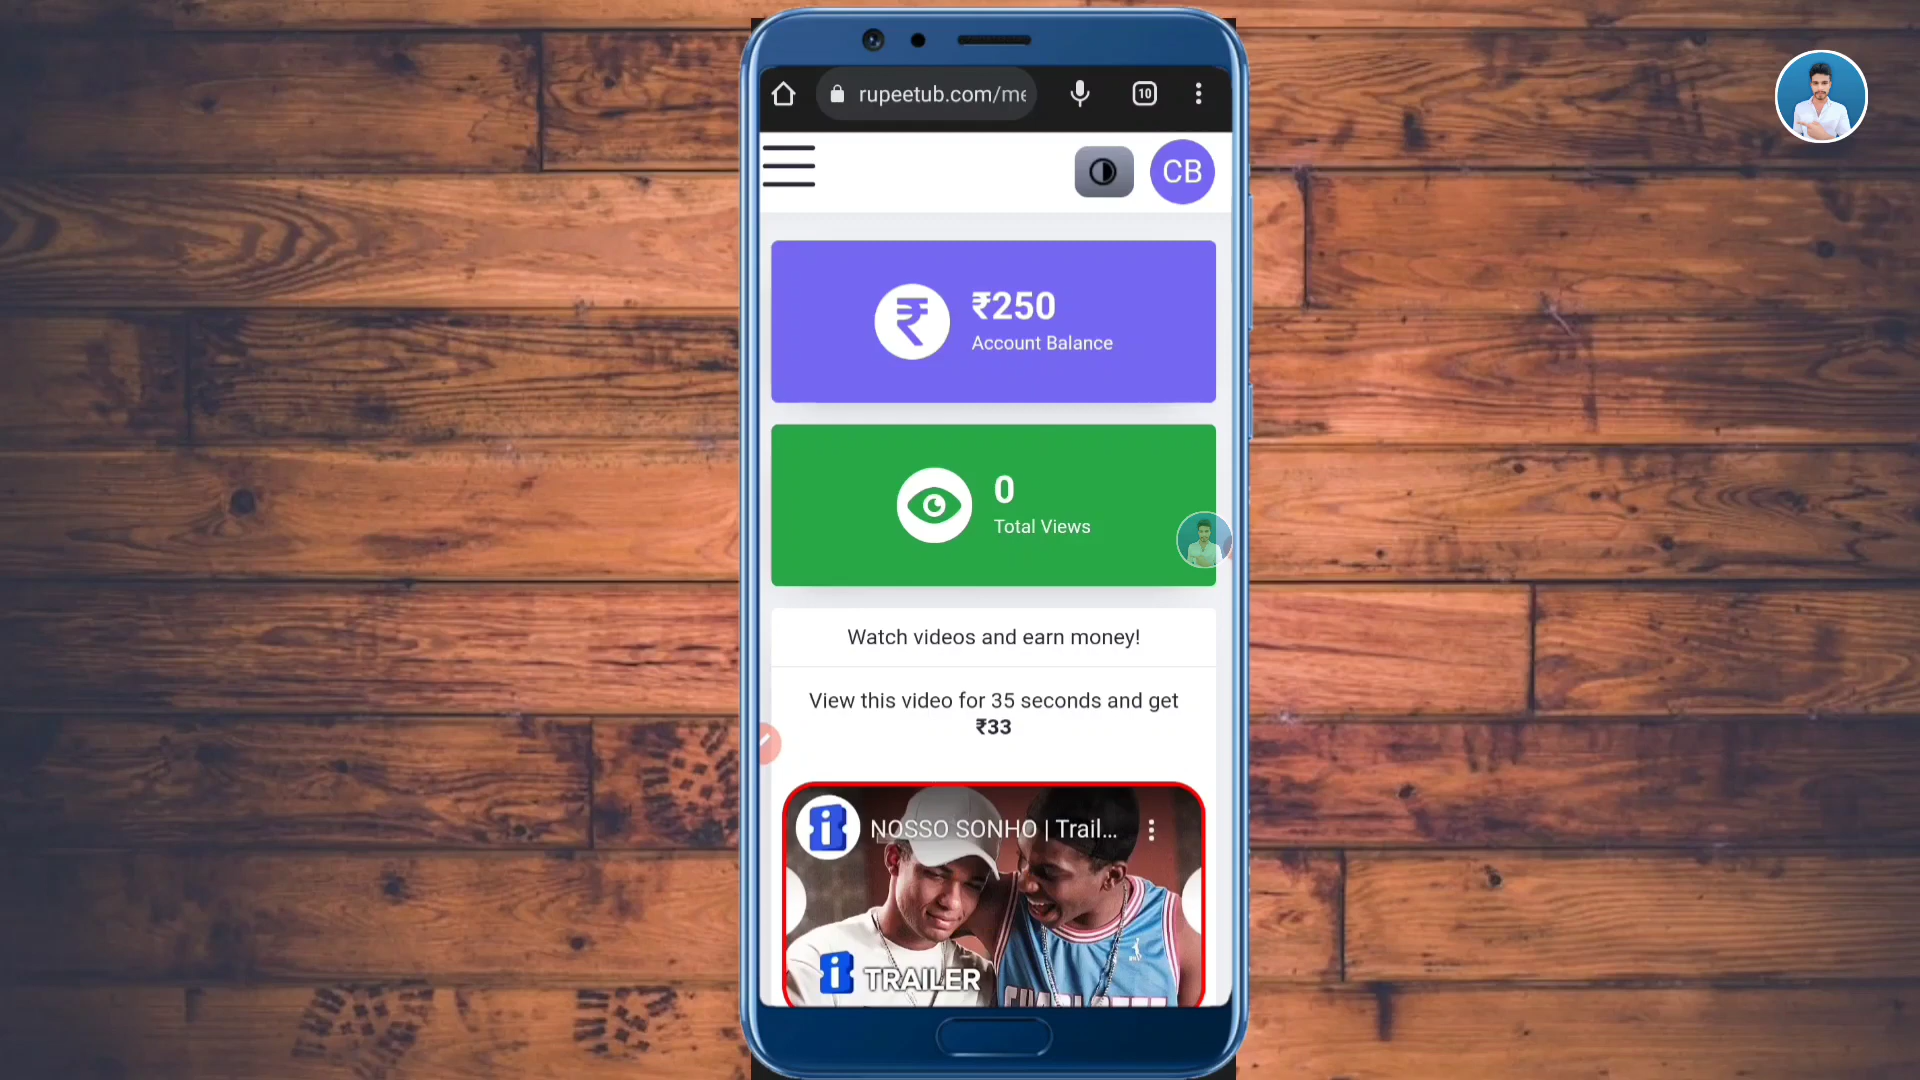 rupeetub.com/me
10
CB
₹250
Account Balance
0
Total Views
Watch videos and earn money!
View this video for 35 seconds and get
₹33
NOSSO SONHO | Trail...
TRAILER